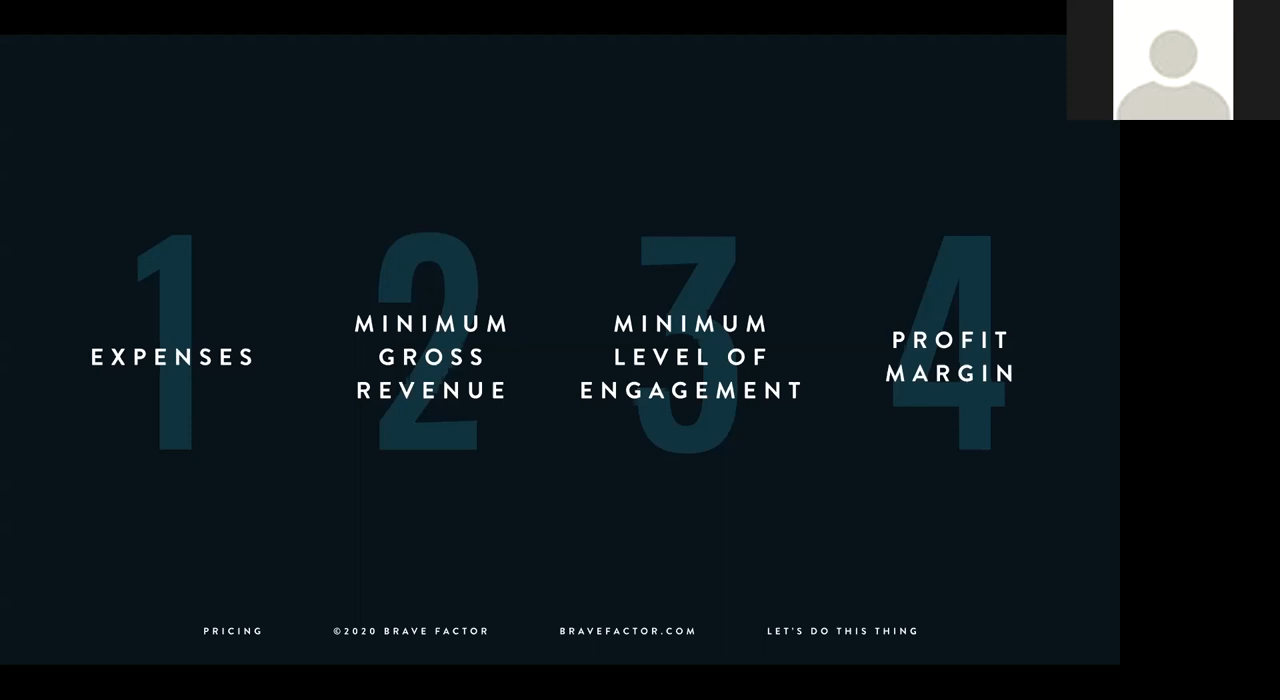 1
EXPENSES
2
MINIMUM
GROSS
REVENUE
3
MINIMUM
LEVEL OF
ENGAGEMENT
4
PROFIT
MARGIN
PRICING
©2020 BRAVE FACTOR
BRAVEFACTOR.COM
LET'S DO THIS THING